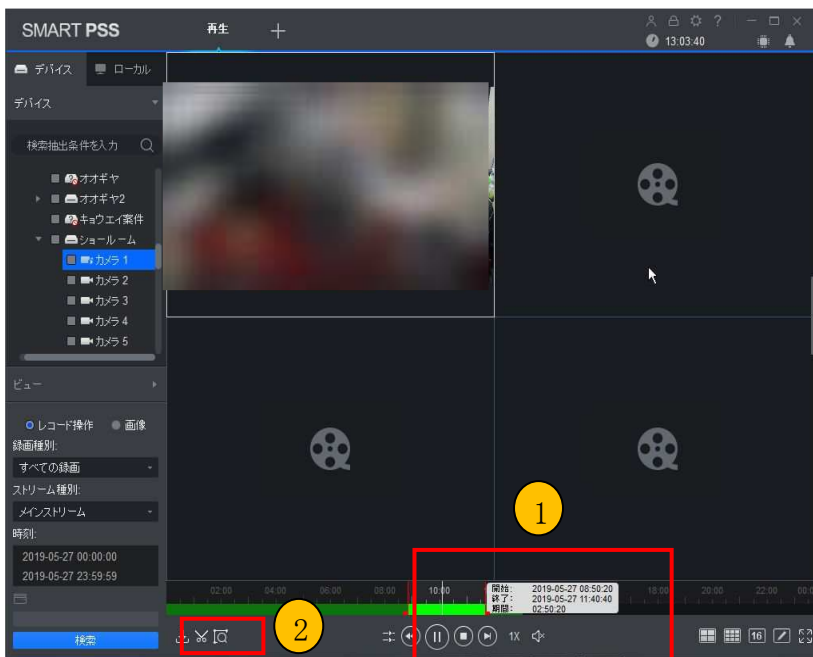 SMART PSS
再生
?
13:03:40
デバイス
ローカル
デバイス
検索抽出条件を入力
オオギヤ
オオギヤ2
キョウエイ案件
ショールーム
カメラ 1
カメラ 2
カメラ 3
カメラ 4
カメラ 5
ビュー
レコード操作 画像
録画種別:
すべての録画
ストリーム種別:
メインストリーム
時刻:
2019-05-27 00:00:00
2019-05-27 23:59:59
検索
1
02:00 04:00 06:00 08:00 10:00 18:00 20:00 22:00 00:0
開始: 2019-05-27 08:50:20
終了: 2019-05-27 11:40:40
期間: 02:50:20
2
1X
16